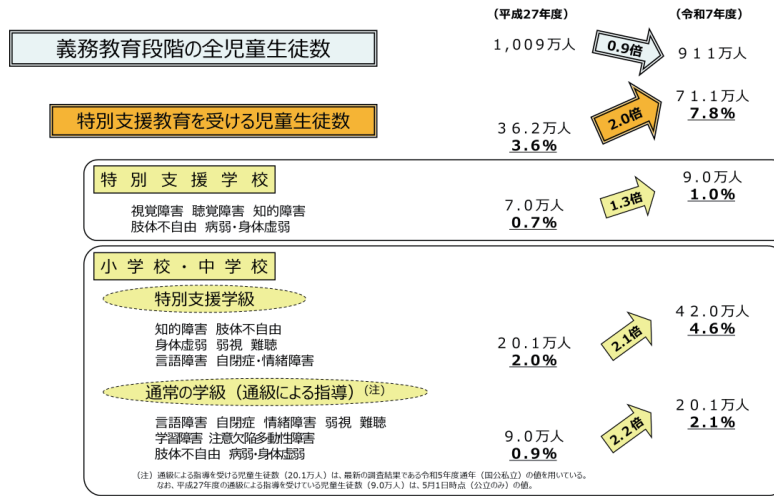 （平成27年度） （令和7年度）
義務教育段階の全児童生徒数 1,009万人 0.9倍 911万人
特別支援教育を受ける児童生徒数 36.2万人 2.0倍 71.1万人
3.6% 7.8%
特別支援学校 7.0万人 1.3倍 9.0万人
0.7% 1.0%
視覚障害 聴覚障害 知的障害
肢体不自由 病弱・身体虚弱
小学校・中学校
特別支援学級
知的障害 肢体不自由
身体虚弱 弱視 難聴
言語障害 自閉症・情緒障害
20.1万人 2.1倍 42.0万人
2.0% 4.6%
通常の学級（通級による指導）（注）
言語障害 自閉症 情緒障害 弱視 難聴
学習障害 注意欠陥多動性障害
肢体不自由 病弱・身体虚弱
9.0万人 2.2倍 20.1万人
0.9% 2.1%
（注）通級による指導を受ける児童生徒数（20.1万人）は、最新の調査結果である令和5年度通年（国公私立）の値を用いている。
なお、平成27年度の通級による指導を受けている児童生徒数（9.0万人）は、5月1日時点（公立のみ）の値。